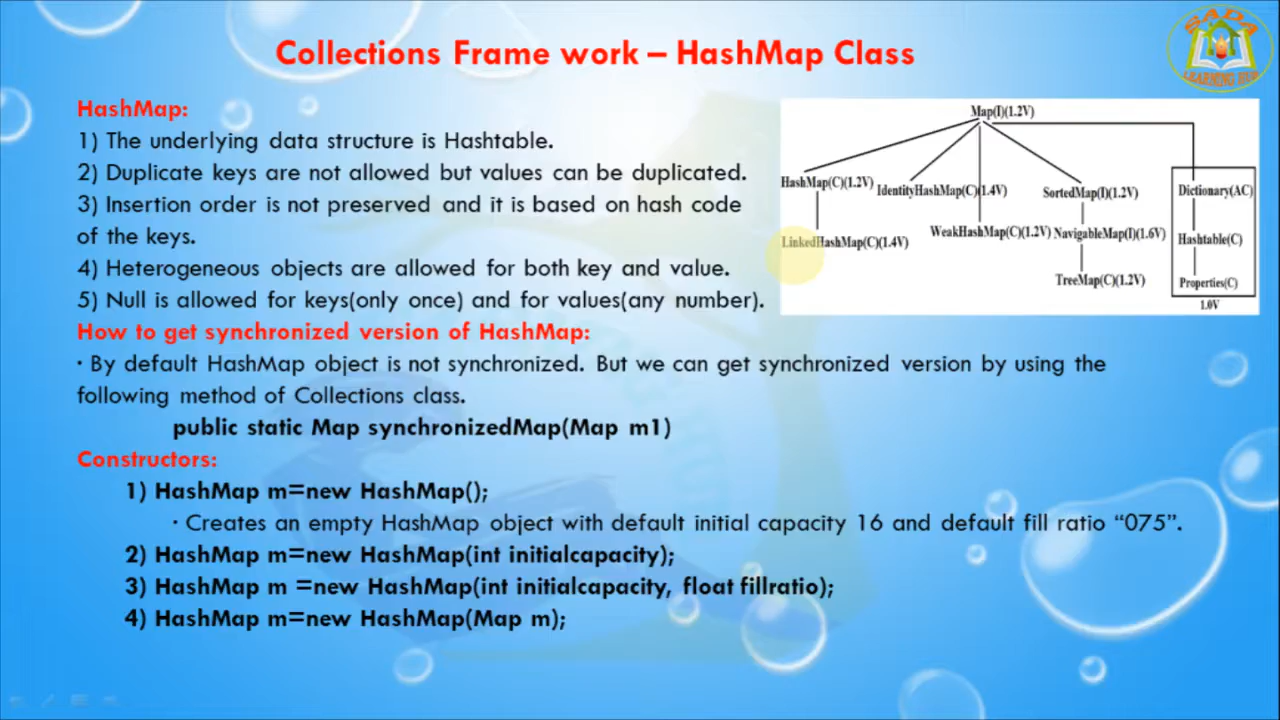 Collections Frame work – HashMap Class
SADA
LEARNING HUB
HashMap:
1) The underlying data structure is Hashtable.
2) Duplicate keys are not allowed but values can be duplicated.
3) Insertion order is not preserved and it is based on hash code
of the keys.
4) Heterogeneous objects are allowed for both key and value.
5) Null is allowed for keys(only once) and for values(any number).
Map(I)(1.2V)
HashMap(C)(1.2V) IdentityHashMap(C)(1.4V) SortedMap(I)(1.2V) Dictionary(AC)
LinkedHashMap(C)(1.4V) WeakHashMap(C)(1.2V) NavigableMap(I)(1.6V) Hashtable(C)
TreeMap(C)(1.2V) Properties(C)
1.0V
How to get synchronized version of HashMap:
· By default HashMap object is not synchronized. But we can get synchronized version by using the
following method of Collections class.
public static Map synchronizedMap(Map m1)
Constructors:
1) HashMap m=new HashMap();
· Creates an empty HashMap object with default initial capacity 16 and default fill ratio “075”.
2) HashMap m=new HashMap(int initialcapacity);
3) HashMap m =new HashMap(int initialcapacity, float fillratio);
4) HashMap m=new HashMap(Map m);